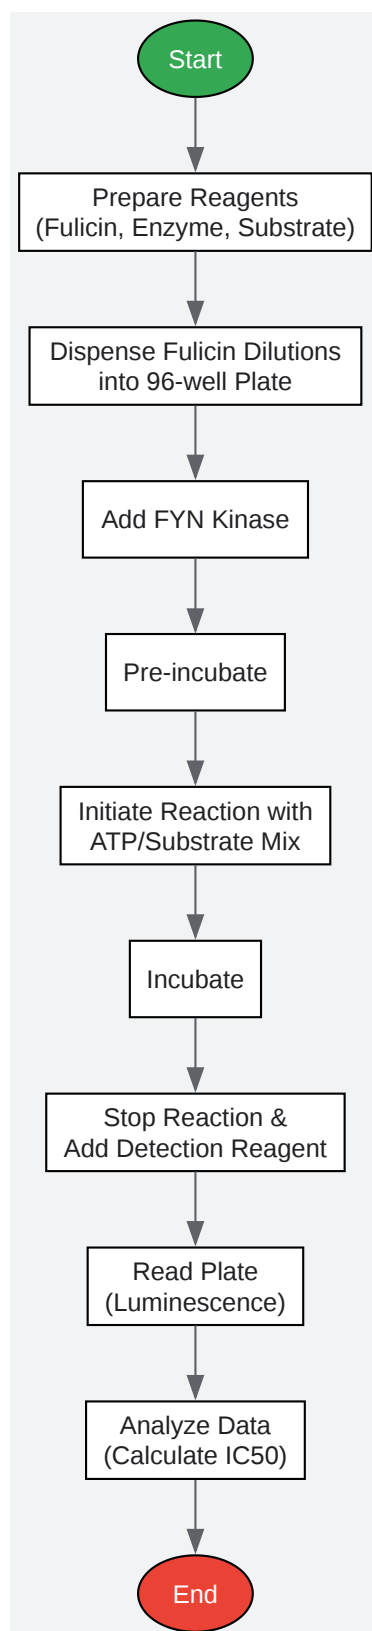 Start
Prepare Reagents
(Fulicin, Enzyme, Substrate)
Dispense Fulicin Dilutions
into 96-well Plate
Add FYN Kinase
Pre-incubate
Initiate Reaction with
ATP/Substrate Mix
Incubate
Stop Reaction &
Add Detection Reagent
Read Plate
(Luminescence)
Analyze Data
(Calculate IC50)
End